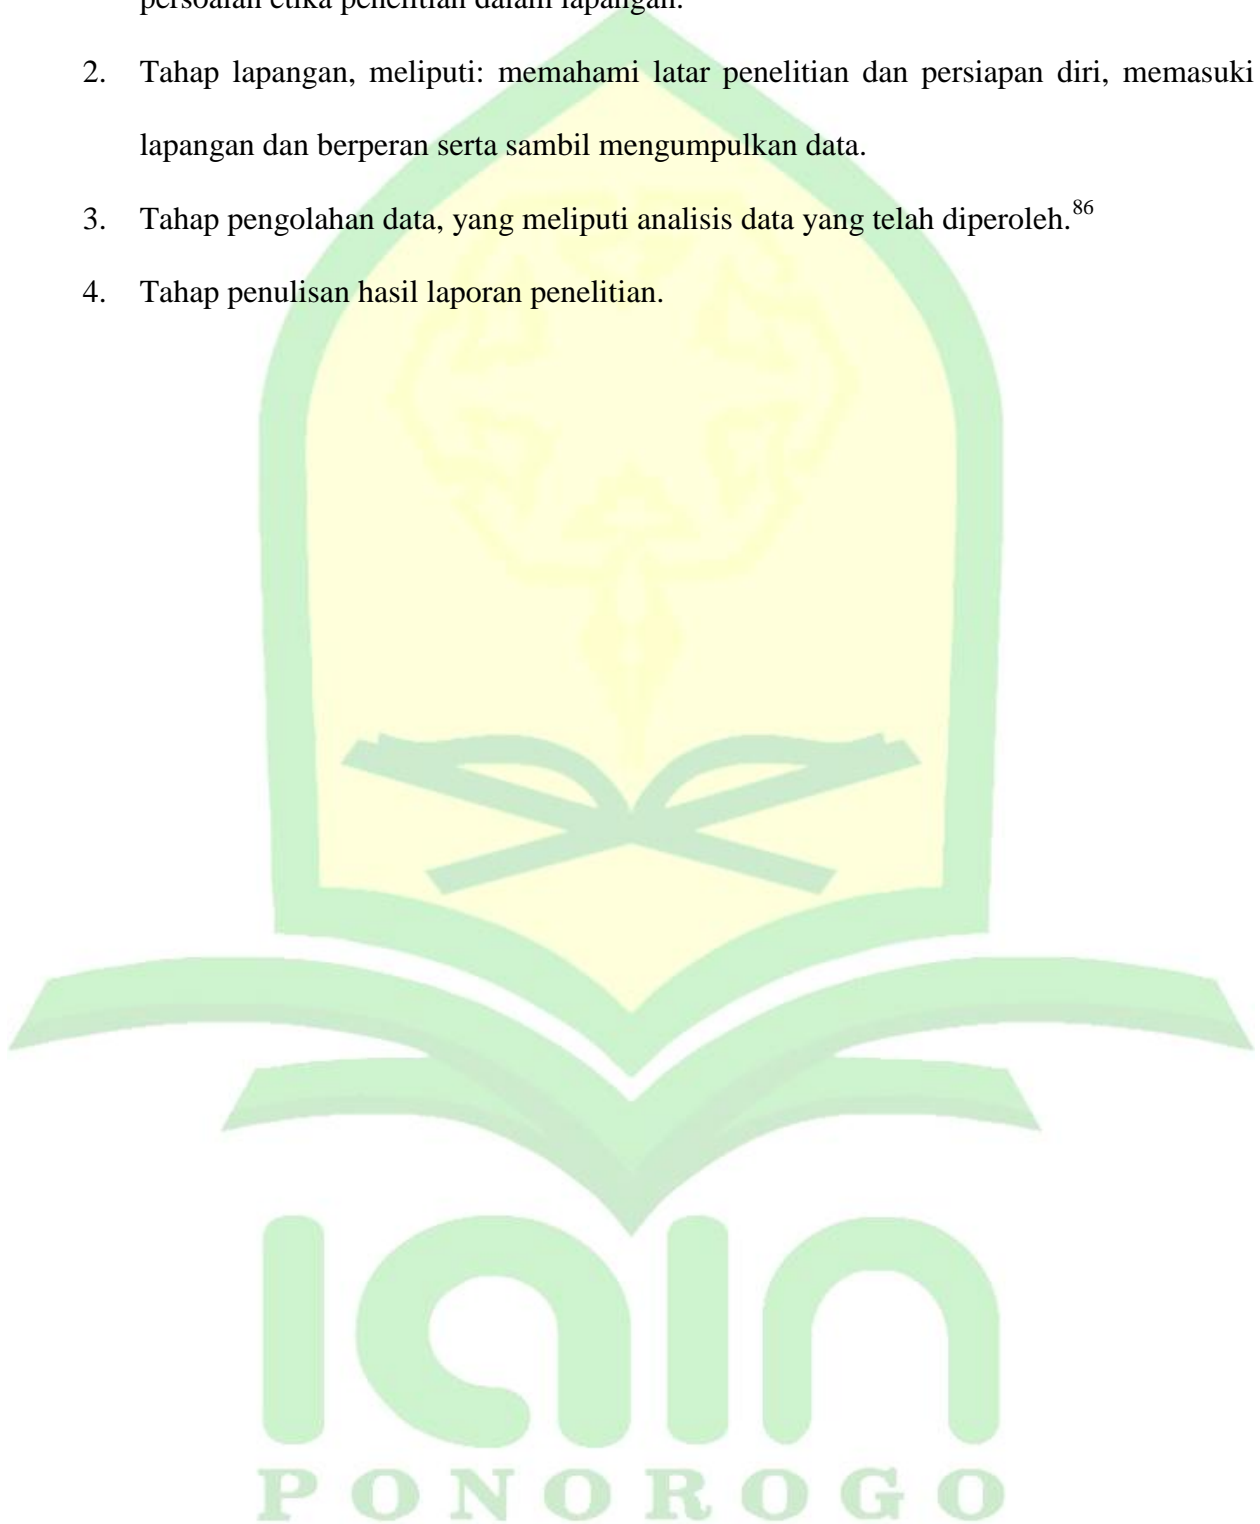 persoalan etika penelitian dalam lapangan.
2. Tahap lapangan, meliputi: memahami latar penelitian dan persiapan diri, memasuki
lapangan dan berperan serta sambil mengumpulkan data.
3. Tahap pengolahan data, yang meliputi analisis data yang telah diperoleh.86
4. Tahap penulisan hasil laporan penelitian.
iain
PONOROGO